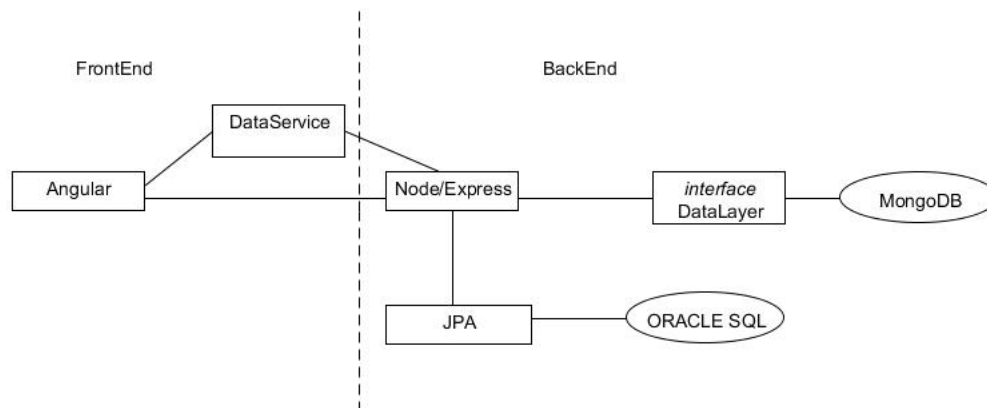 FrontEnd
BackEnd
DataService
Angular
Node/Express
interface
DataLayer
MongoDB
JPA
ORACLE SQL